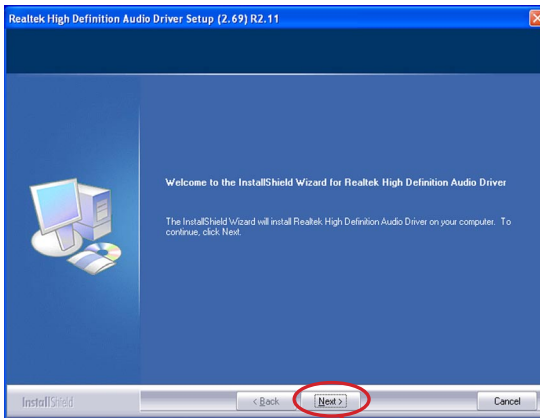 Realtek High Definition Audio Driver Setup (2.69) R2.11
Welcome to the InstallShield Wizard for Realtek High Definition Audio Driver
The InstallShield Wizard will install Realtek High Definition Audio Driver on your computer. To
continue, click Next.
InstallShield
< Back
Next >
Cancel